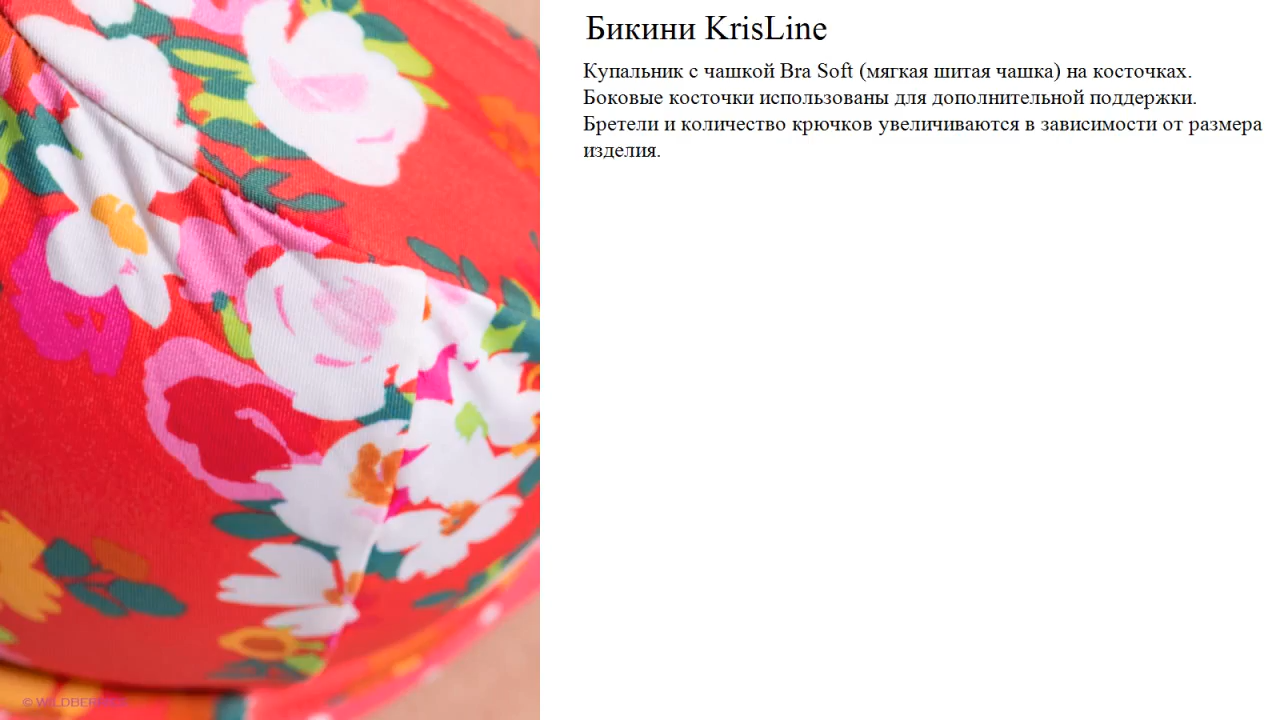 Бикини KrisLine
Купальник с чашкой Bra Soft (мягкая шитая чашка) на косточках.
Боковые косточки использованы для дополнительной поддержки.
Бретели и количество крючков увеличиваются в зависимости от размера
изделия.
© WILDBERRIES